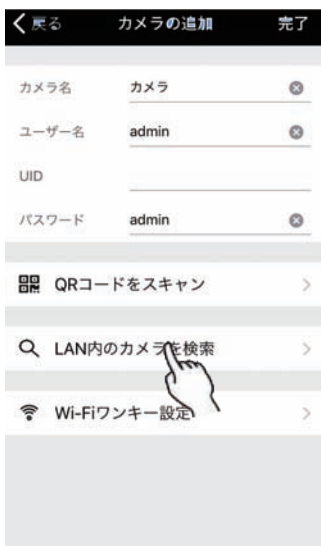 戻る カメラの追加 完了
カメラ名 カメラ
ユーザー名 admin
UID
パスワード admin
QRコードをスキャン
LAN内のカメラを検索
Wi-Fiワンキー設定